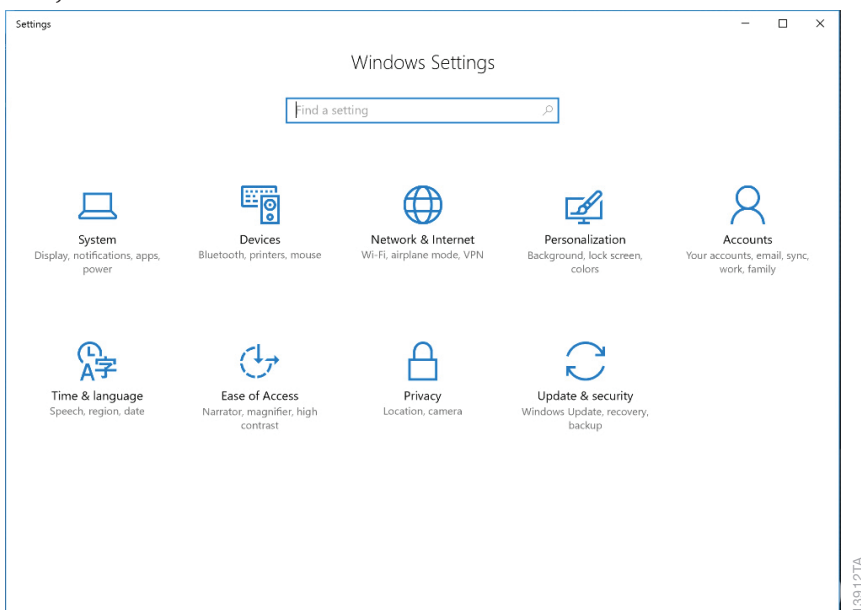 Settings
Windows Settings
Find a setting
System
Display, notifications, apps,
power
Devices
Bluetooth, printers, mouse
Network & Internet
Wi-Fi, airplane mode, VPN
Personalization
Background, lock screen,
colors
Accounts
Your accounts, email, sync,
work, family
Time & language
Speech, region, date
Ease of Access
Narrator, magnifier, high
contrast
Privacy
Location, camera
Update & security
Windows Update, recovery,
backup